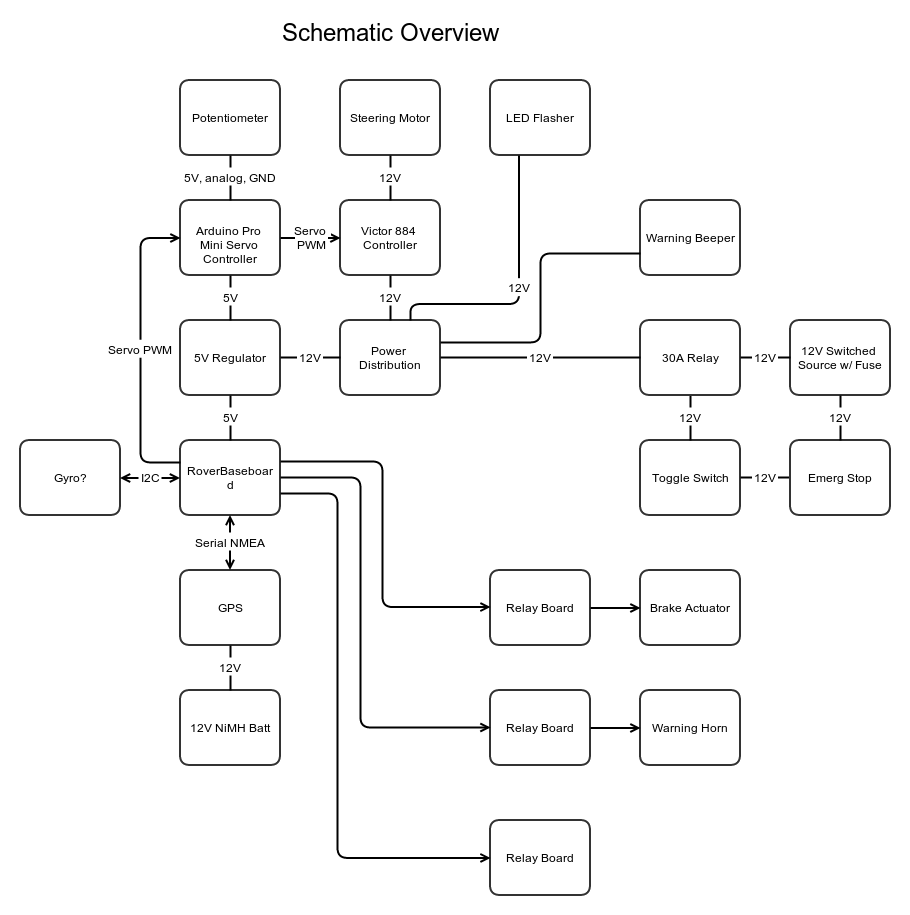 Schematic Overview
Potentiometer
Steering Motor
LED Flasher
5V, analog, GND
12V
Arduino Pro
Mini Servo
Controller
Servo
PWM
Victor 884
Controller
Warning Beeper
5V
12V
12V
Servo PWM
5V Regulator
12V
Power
Distribution
12V
30A Relay
12V
12V Switched
Source w/ Fuse
5V
12V
12V
Gyro?
I2C
RoverBaseboar
d
Toggle Switch
12V
Emerg Stop
Serial NMEA
GPS
Relay Board
Brake Actuator
12V
12V NiMH Batt
Relay Board
Warning Horn
Relay Board